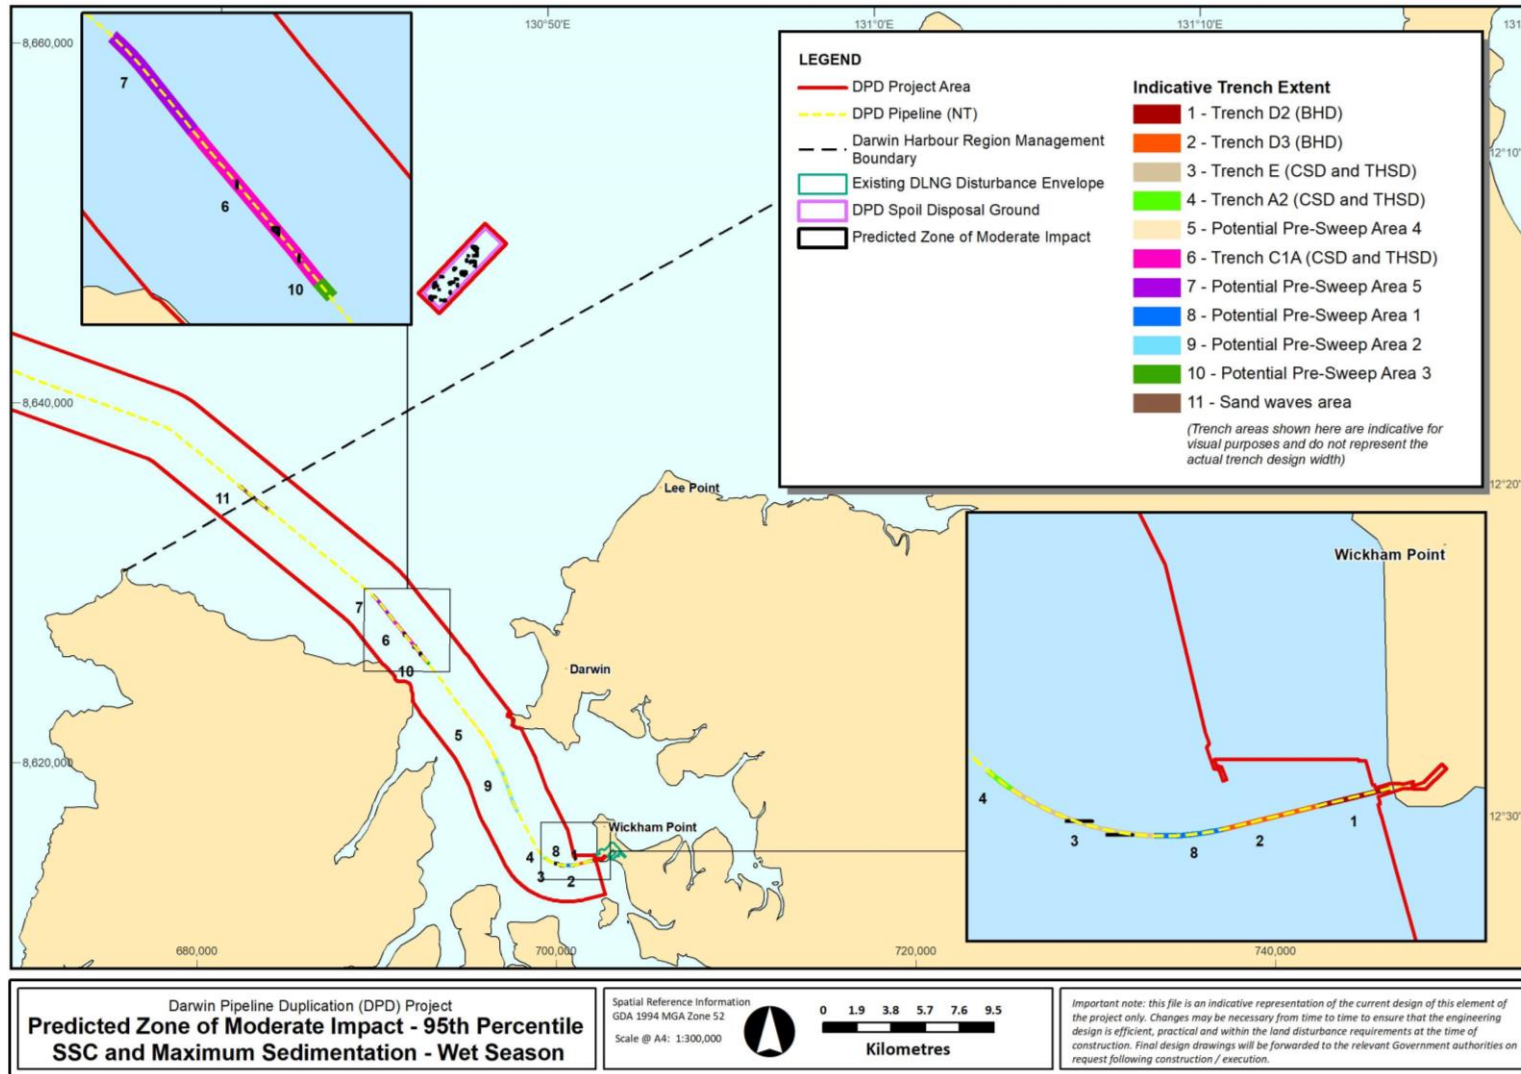 130°50'E
131°0'E
131°10'E
131
8,660,000
8,640,000
8,620,000
12°10'
12°20'
12°30'
680,000
700,000
720,000
740,000
7
6
10
LEGEND
DPD Project Area
DPD Pipeline (NT)
Darwin Harbour Region Management
Boundary
Existing DLNG Disturbance Envelope
DPD Spoil Disposal Ground
Predicted Zone of Moderate Impact
Indicative Trench Extent
1 - Trench D2 (BHD)
2 - Trench D3 (BHD)
3 - Trench E (CSD and THSD)
4 - Trench A2 (CSD and THSD)
5 - Potential Pre-Sweep Area 4
6 - Trench C1A (CSD and THSD)
7 - Potential Pre-Sweep Area 5
8 - Potential Pre-Sweep Area 1
9 - Potential Pre-Sweep Area 2
10 - Potential Pre-Sweep Area 3
11 - Sand waves area
(Trench areas shown here are indicative for
visual purposes and do not represent the
actual trench design width)
11
Lee Point
7
6
10
Darwin
5
9
Wickham Point
8
4
3
2
Wickham Point
4
3
8
2
1
Darwin Pipeline Duplication (DPD) Project
Predicted Zone of Moderate Impact - 95th Percentile
SSC and Maximum Sedimentation - Wet Season
Spatial Reference Information
GDA 1994 MGA Zone 52
Scale @ A4: 1:300,000
0 1.9 3.8 5.7 7.6 9.5
Kilometres
Important note: this file is an indicative representation of the current design of this element of
the project only. Changes may be necessary from time to time to ensure that the engineering
design is efficient, practical and within the land disturbance requirements at the time of
construction. Final design drawings will be forwarded to the relevant Government authorities on
request following construction / execution.